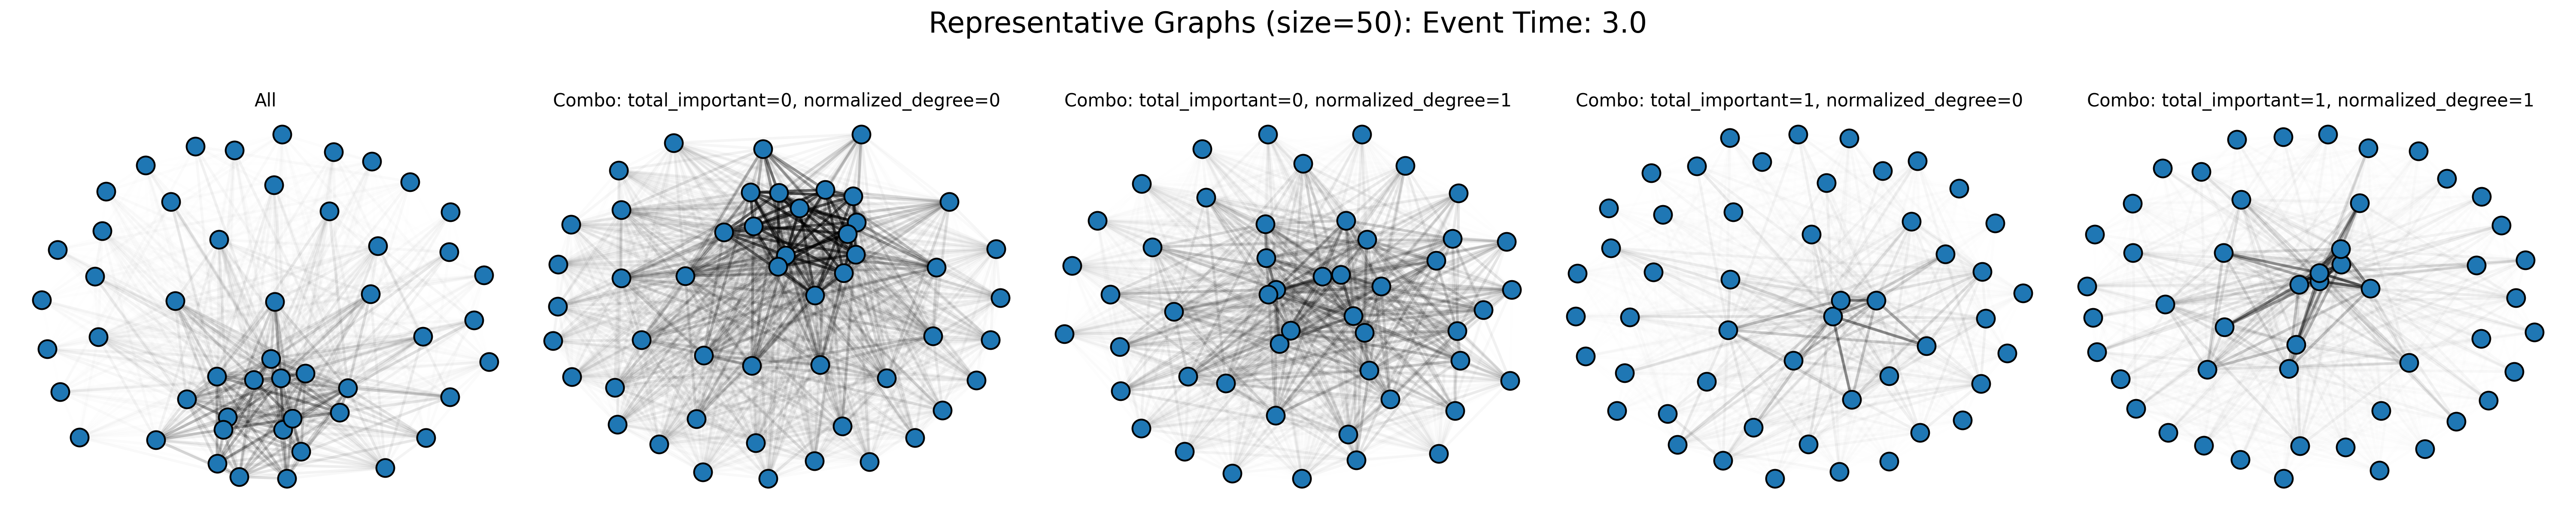 Representative Graphs (size=50): Event Time: 3.0
All
Combo: total_important=0, normalized_degree=0
Combo: total_important=0, normalized_degree=1
Combo: total_important=1, normalized_degree=0
Combo: total_important=1, normalized_degree=1